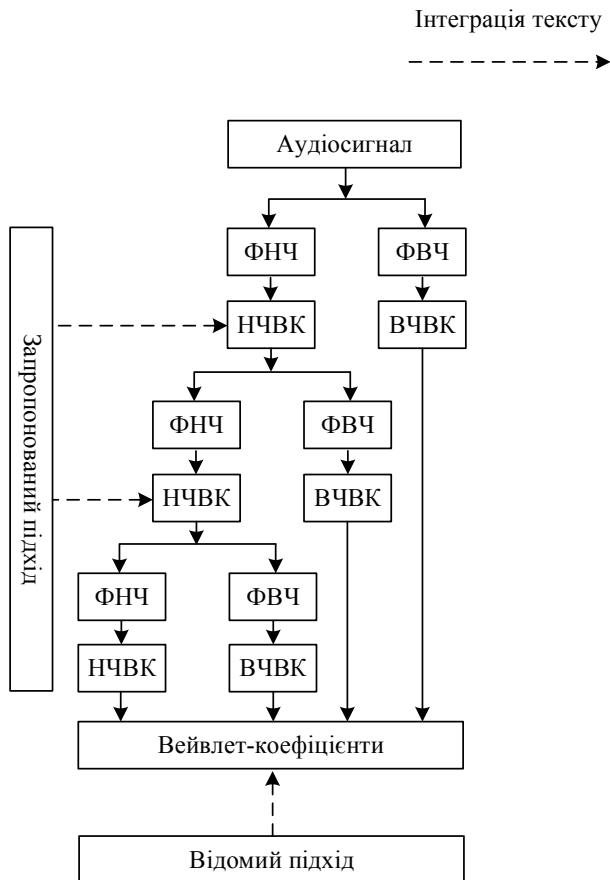 Інтеграція тексту
Аудіосигнал
ФНЧ ФВЧ
НЧВК ВЧВК
Запропонований підхід
ФНЧ ФВЧ
НЧВК ВЧВК
ФНЧ ФВЧ
НЧВК ВЧВК
Вейвлет-коефіцієнти
Відомий підхід